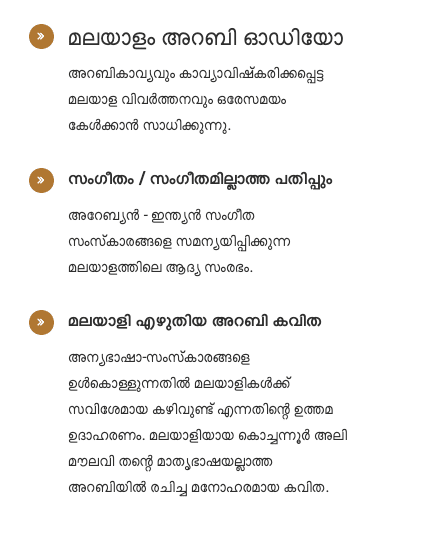 മലയാളം അറബി ഓഡിയോ
അറബികാവ്യവും കാവ്യാവിഷ്കരിക്കപ്പെട്ട
മലയാള വിവർത്തനവും ഒരേസമയം
കേൾക്കാൻ സാധിക്കുന്നു.
സംഗീതം / സംഗീതമില്ലാത്ത പതിപ്പും
അറേബ്യൻ - ഇന്ത്യൻ സംഗീത
സംസ്കാരങ്ങളെ സമന്യയിപ്പിക്കുന്ന
മലയാളത്തിലെ ആദ്യ സംരഭം.
മലയാളി എഴുതിയ അറബി കവിത
അന്യഭാഷാ-സംസ്കാരങ്ങളെ
ഉൾകൊള്ളുന്നതിൽ മലയാളികൾക്ക്
സവിശേമായ കഴിവുണ്ട് എന്നതിന്റെ ഉത്തമ
ഉദാഹരണം. മലയാളിയായ കൊച്ചന്നൂർ അലി
മൗലവി തന്റെ മാതൃഭാഷയല്ലാത്ത
അറബിയിൽ രചിച്ച മനോഹരമായ കവിത.